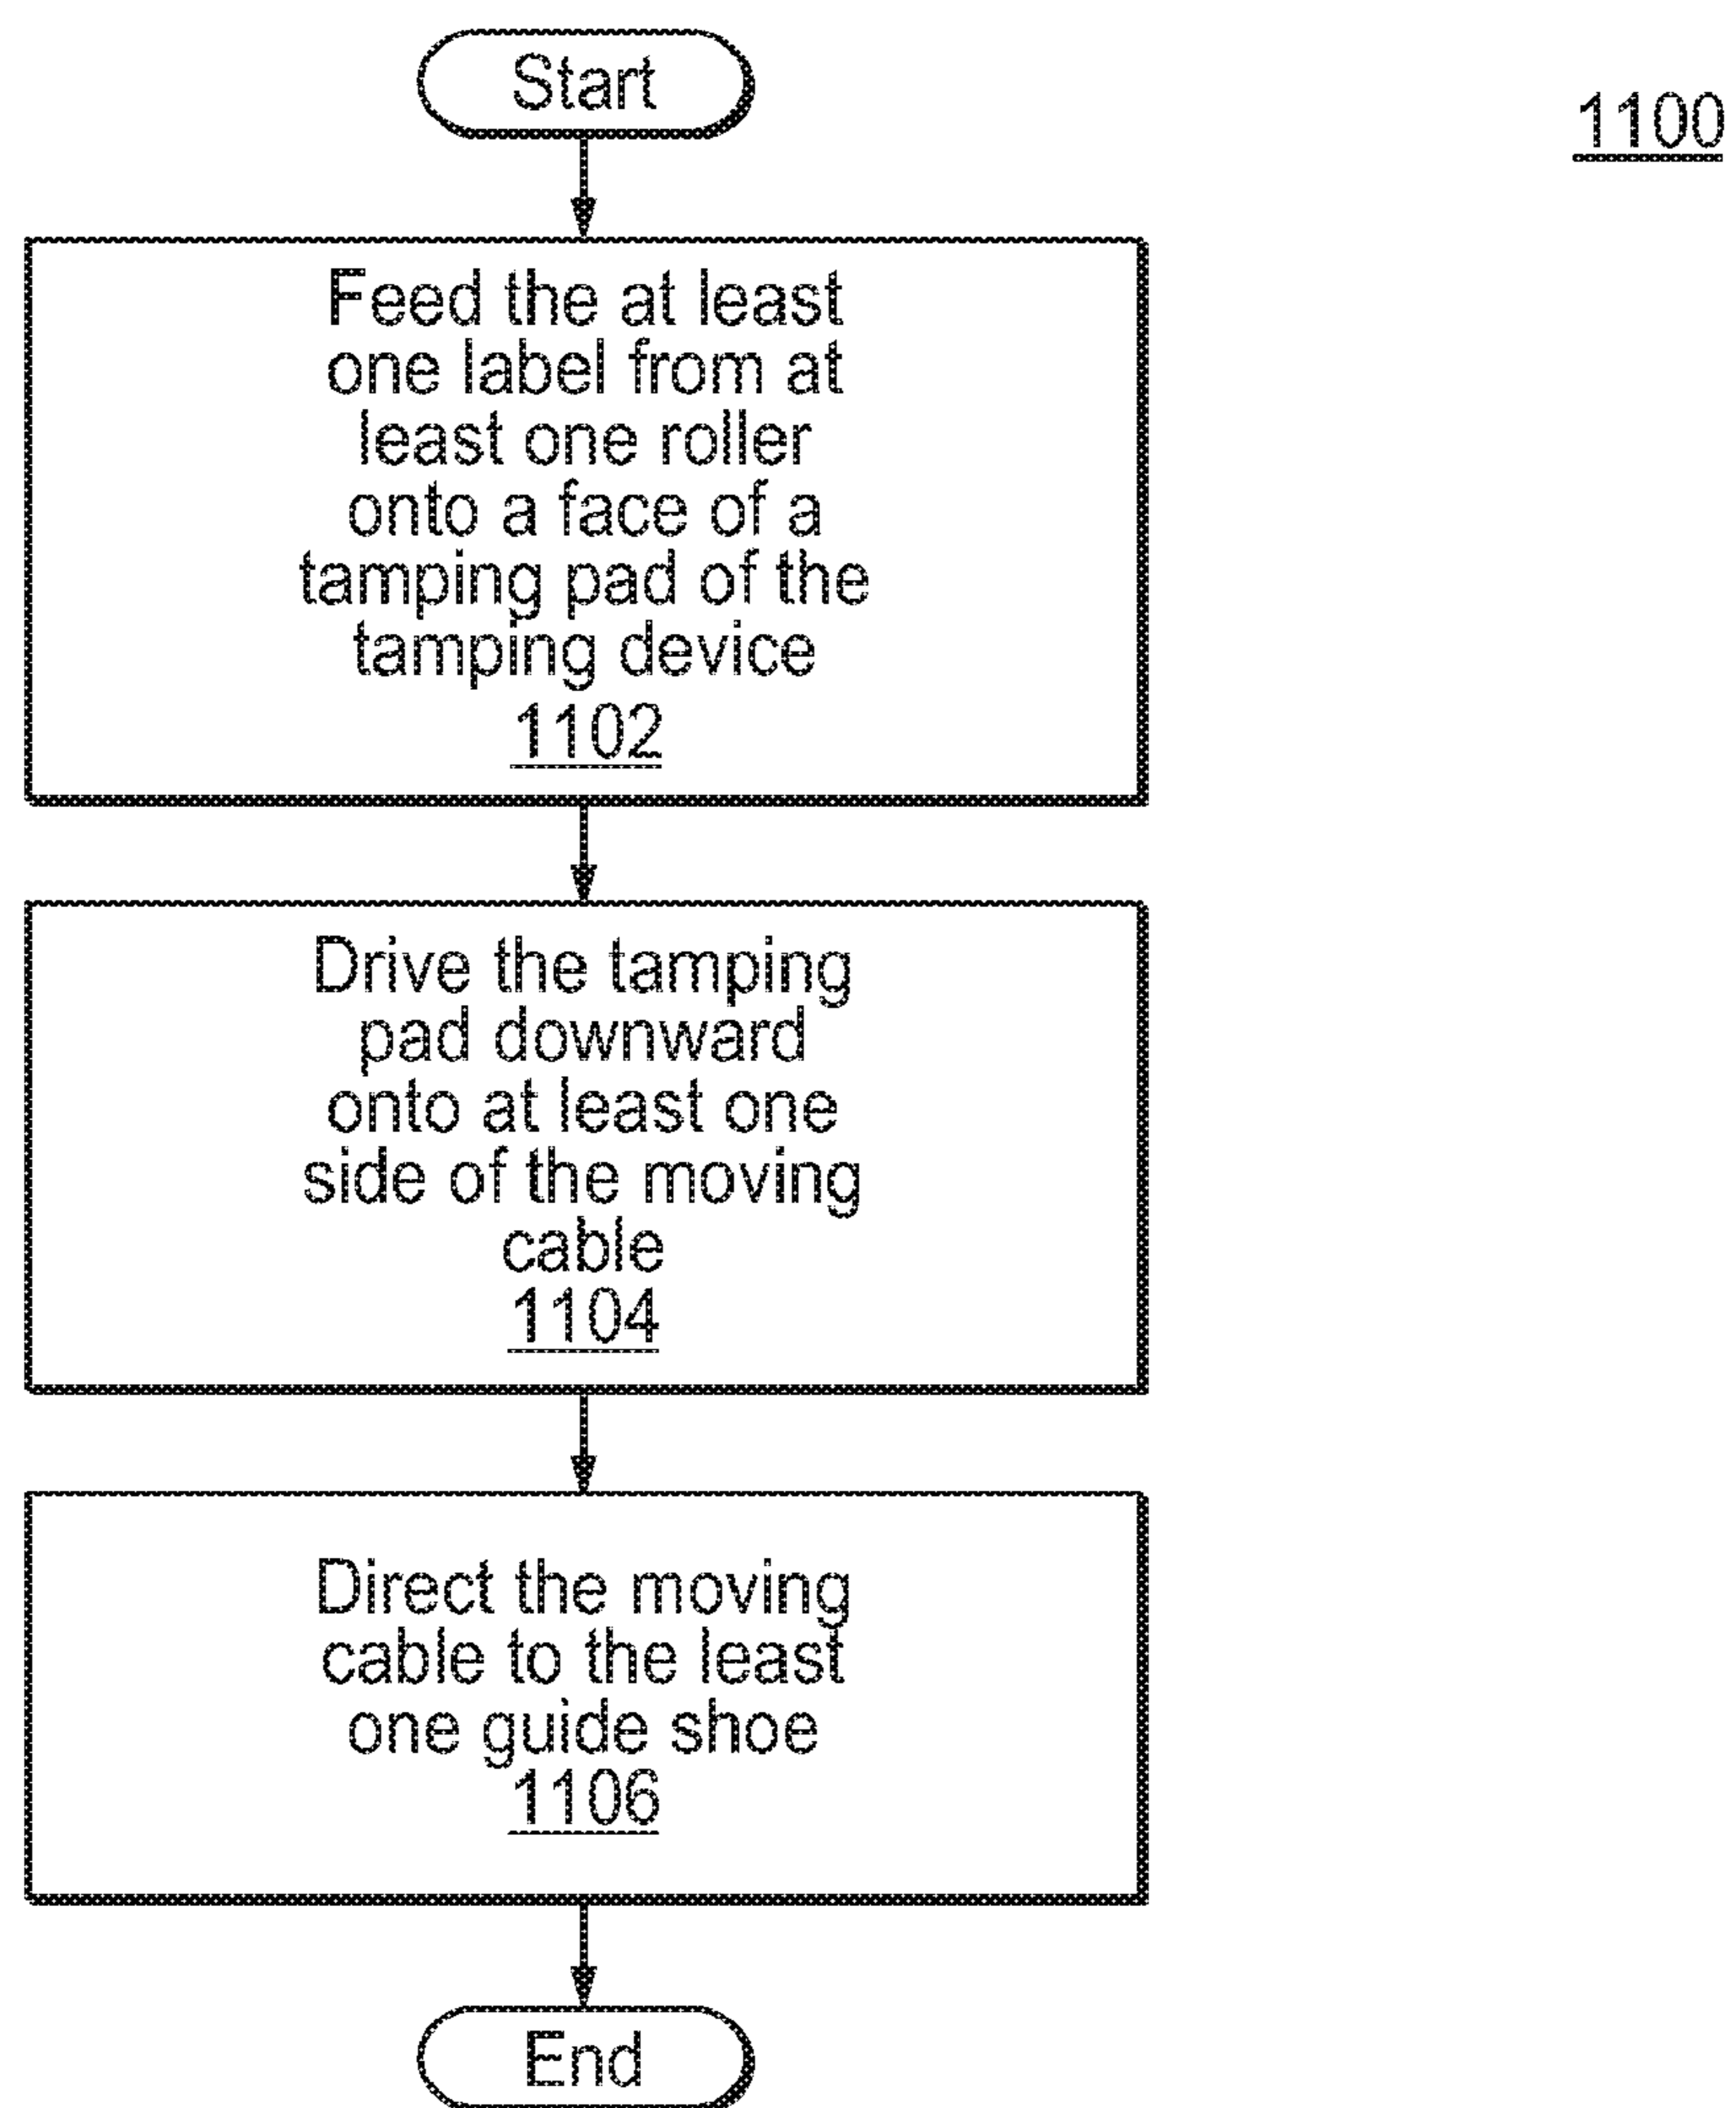 Start
1100
Feed the at least
one label from at
least one roller
onto a face of a
tamping pad of the
tamping device
1102
Drive the tamping
pad downward
onto at least one
side of the moving
cable
1104
Direct the moving
cable to the least
one guide shoe
1106
End